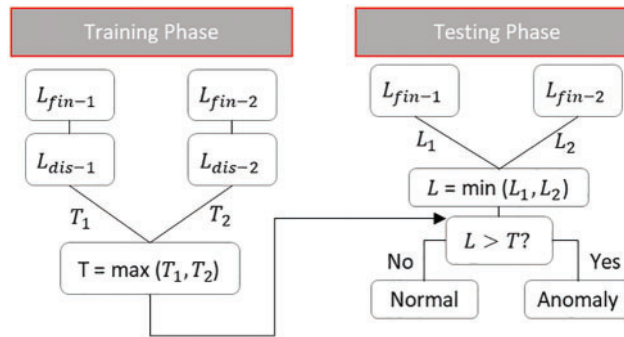 Training Phase
L_{fin-1}
L_{fin-2}
L_{dis-1}
L_{dis-2}
T_1
T_2
T = max (T_1, T_2)
Testing Phase
L_{fin-1}
L_{fin-2}
L_1
L_2
L = min (L_1, L_2)
L > T?
No
Yes
Normal
Anomaly